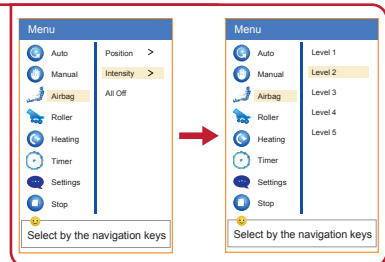 Menu
Auto
Manual
Airbag
Roller
Heating
Timer
Settings
Stop
Position >
Intensity >
All Off
Select by the navigation keys
Menu
Auto
Manual
Airbag
Roller
Heating
Timer
Settings
Stop
Level 1
Level 2
Level 3
Level 4
Level 5
Select by the navigation keys